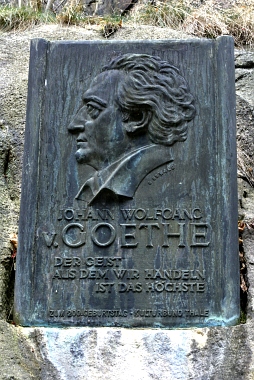 JOHANN WOLFGANG
v. GOETHE
DER GEIST
AUS DEM WIR HANDELN
IST DAS HÖCHSTE
ZUM 200. GEBURTSTAG - KULTURBUND THALE